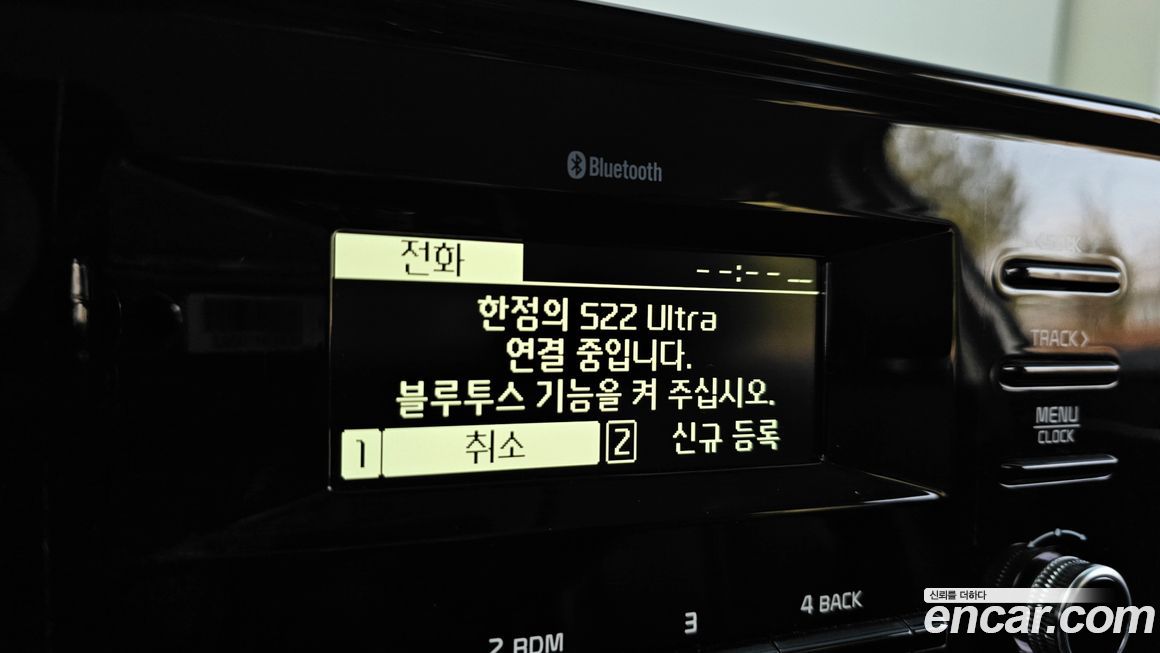 Bluetooth
전화
--:-- __
한정의 S22 Ultra
연결 중입니다.
블루투스 기능을 켜 주십시오.
1 취소 2 신규 등록
TRACK >
MENU
CLOCK
2 RDM
3
4 BACK
신뢰를 더하다
encar.com